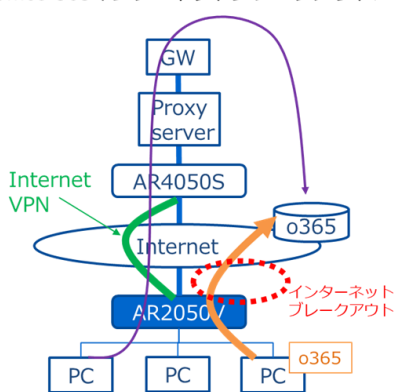 GW
Proxy
server
AR4050S
Internet
VPN
o365
Internet
インターネット
ブレークアウト
AR2050V
o365
PC
PC
PC